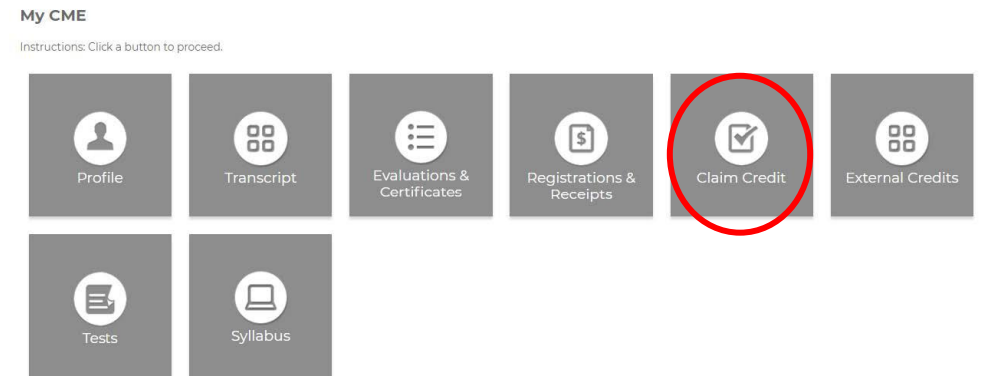 My CME
Instructions: Click a button to proceed.
Profile
Transcript
Evaluations &
Certificates
Registrations &
Receipts
Claim Credit
External Credits
Tests
Syllabus